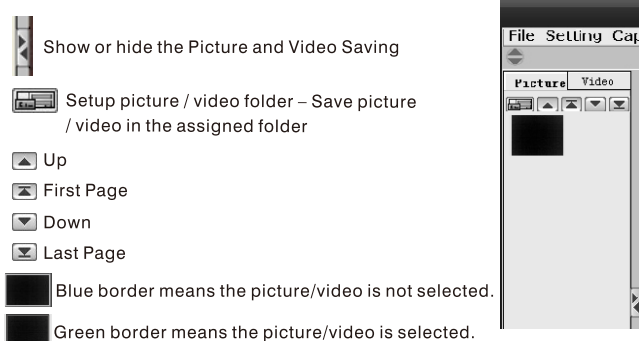 Show or hide the Picture and Video Saving
Setup picture / video folder – Save picture
/ video in the assigned folder
Up
First Page
Down
Last Page
Blue border means the picture/video is not selected.
Green border means the picture/video is selected.
File Setting Cap
Picture Video